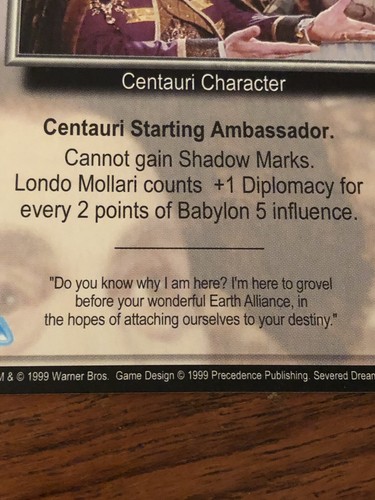 Centauri Character
Centauri Starting Ambassador.
Cannot gain Shadow Marks.
Londo Mollari counts +1 Diplomacy for
every 2 points of Babylon 5 influence.
"Do you know why I am here? I'm here to grovel
before your wonderful Earth Alliance, in
the hopes of attaching ourselves to your destiny."
& © 1999 Warner Bros. Game Design © 1999 Precedence Publishing. Severed